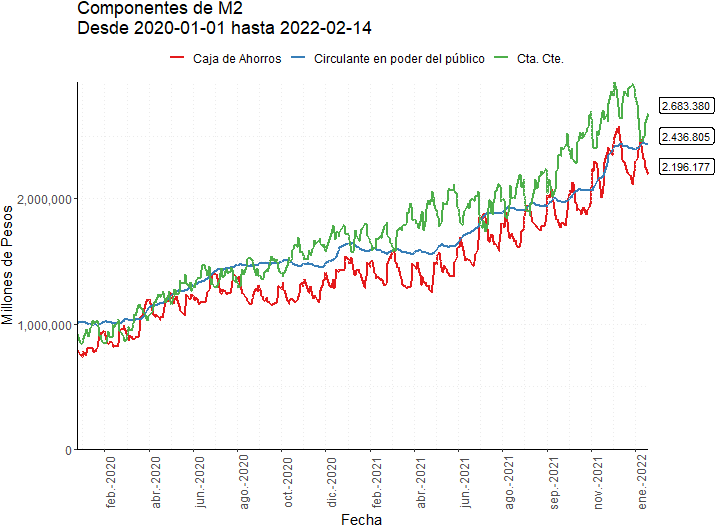 Componentes de M2
Desde 2020-01-01 hasta 2022-02-14
Caja de Ahorros Circulante en poder del público Cta. Cte.
2.683.380
2.436.805
2.196.177
2,000,000
1,000,000
0
Millones de Pesos
feb.-2020 abr.-2020 jun.-2020 ago.-2020 oct.-2020 dic.-2020 feb.-2021 abr.-2021 jun.-2021 ago.-2021 sep.-2021 nov.-2021 ene.-2022
Fecha